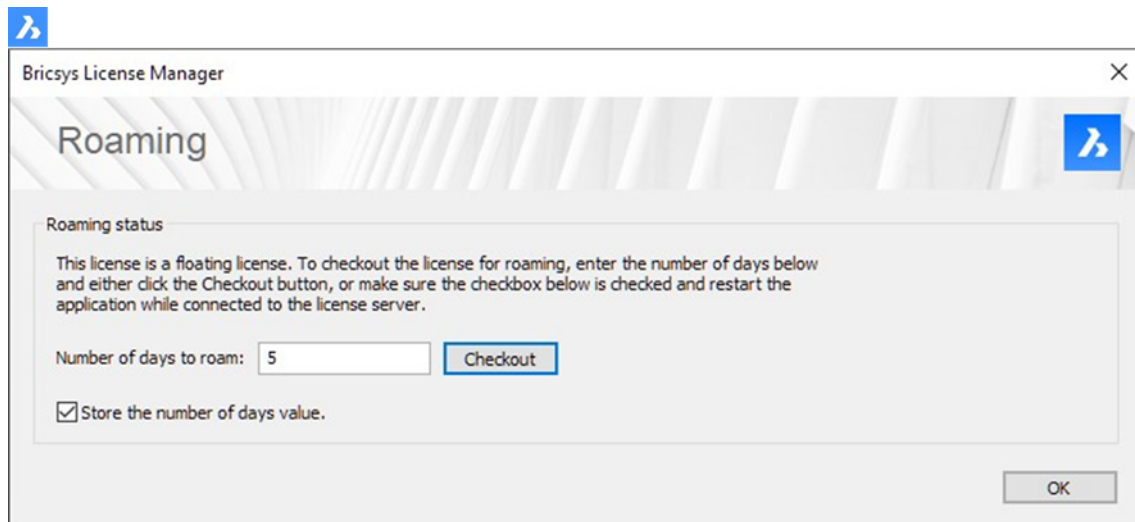 Bricsys License Manager
Roaming
Roaming status
This license is a floating license. To checkout the license for roaming, enter the number of days below
and either click the Checkout button, or make sure the checkbox below is checked and restart the
application while connected to the license server.
Number of days to roam: 5 Checkout
Store the number of days value.
OK